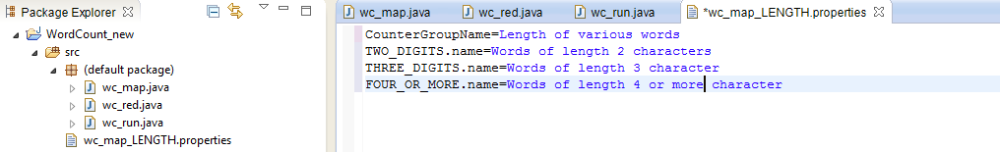 Package Explorer
WordCount_new
src
(default package)
wc_map.java
wc_red.java
wc_run.java
wc_map_LENGTH.properties
wc_map.java wc_red.java wc_run.java *wc_map_LENGTH.properties
CounterGroupName=Length of various words
TWO_DIGITS.name=Words of length 2 characters
THREE_DIGITS.name=Words of length 3 character
FOUR_OR_MORE.name=Words of length 4 or more character